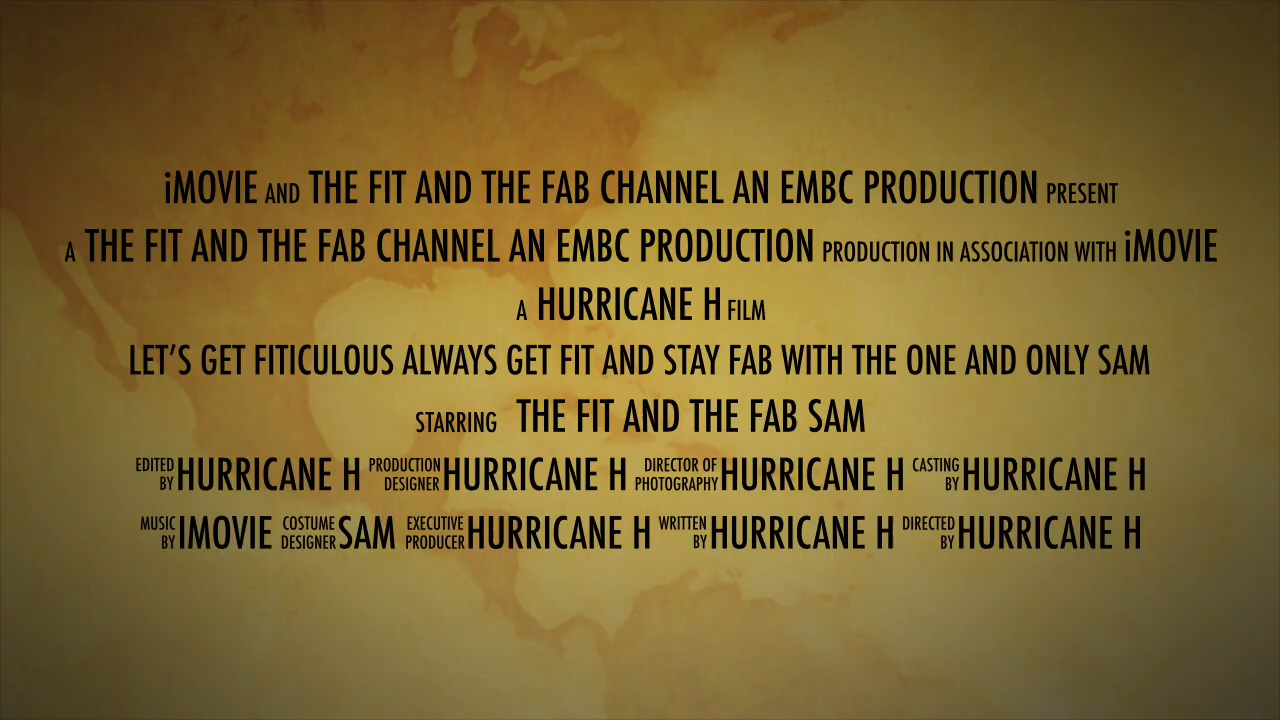 iMOVIE AND THE FIT AND THE FAB CHANNEL AN EMBC PRODUCTION PRESENT
A THE FIT AND THE FAB CHANNEL AN EMBC PRODUCTION PRODUCTION IN ASSOCIATION WITH iMOVIE
A HURRICANE H FILM
LET'S GET FITICULOUS ALWAYS GET FIT AND STAY FAB WITH THE ONE AND ONLY SAM
STARRING THE FIT AND THE FAB SAM
EDITED BY HURRICANE H PRODUCTION DESIGNER HURRICANE H DIRECTOR OF PHOTOGRAPHY HURRICANE H CASTING BY HURRICANE H
MUSIC BY IMOVIE COSTUME DESIGNER SAM EXECUTIVE PRODUCER HURRICANE H WRITTEN BY HURRICANE H DIRECTED BY HURRICANE H